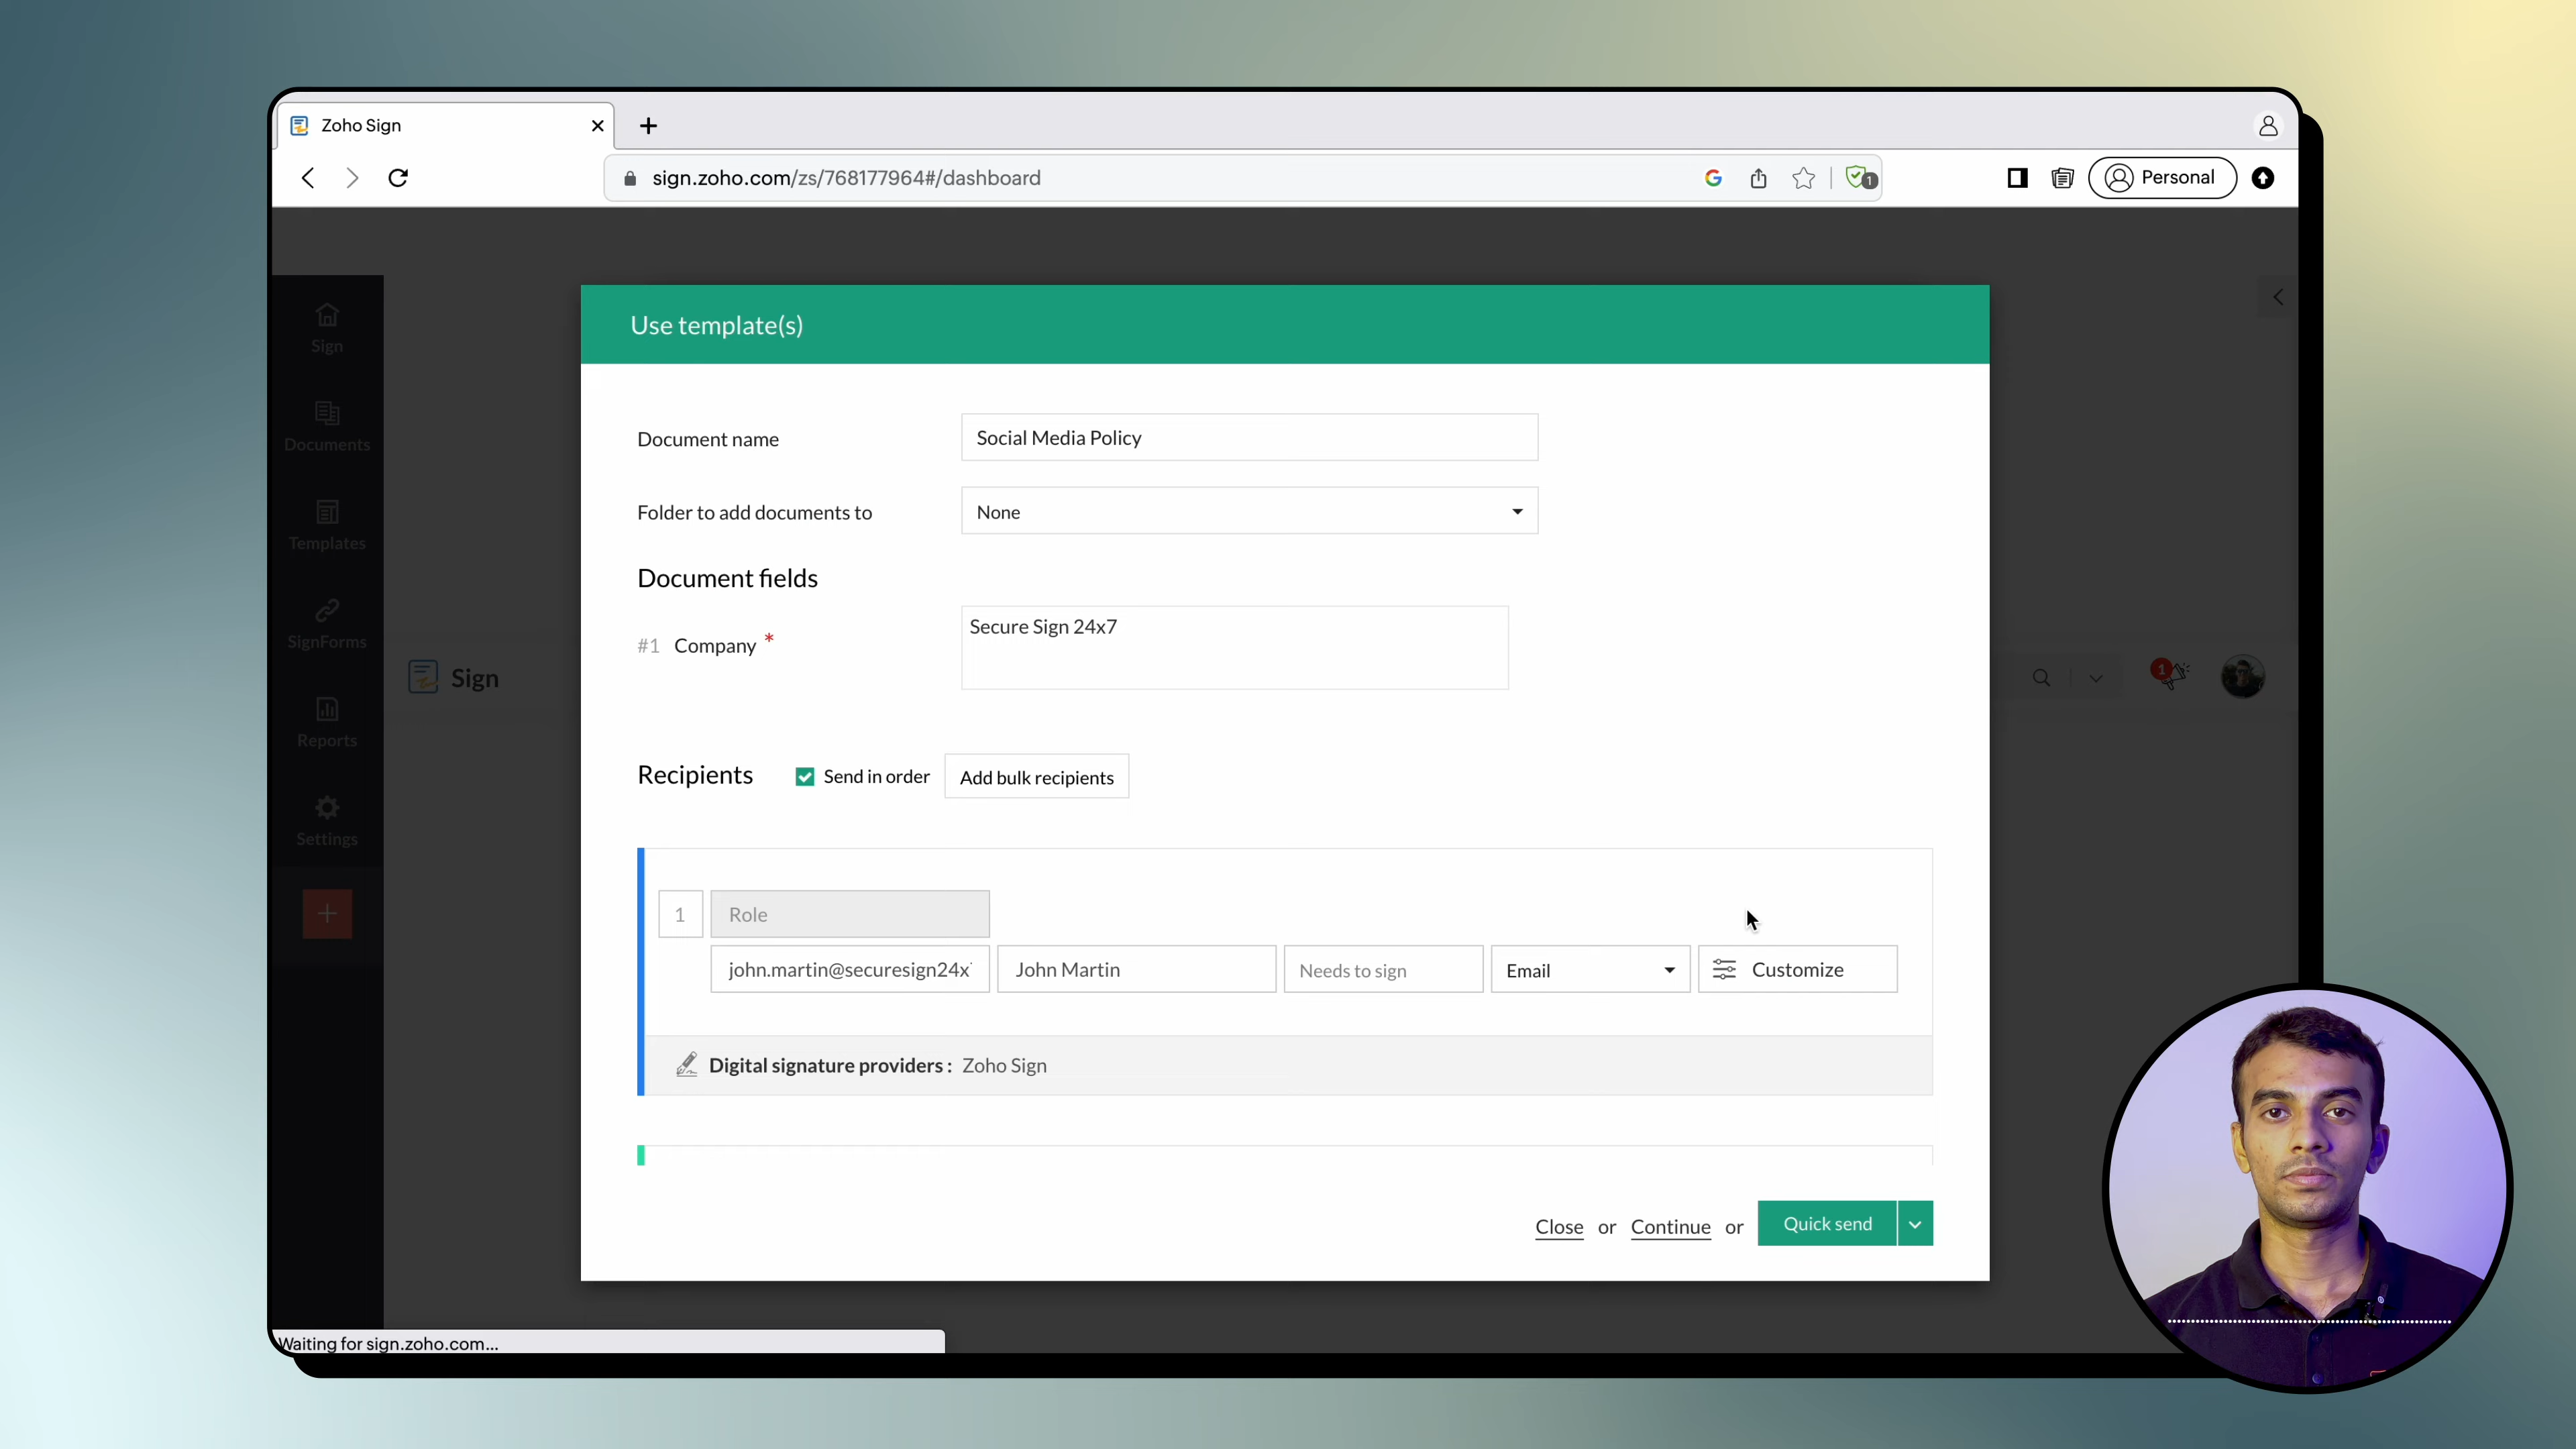 Zoho Sign
sign.zoho.com/zs/768177964#/dashboard
1
Personal
Sign
Documents
Templates
SignForms
Reports
Settings
Sign
1
Use template(s)
Document name
Social Media Policy
Folder to add documents to
None
Document fields
#1 Company *
Secure Sign 24x7
Recipients
Send in order
Add bulk recipients
1
Role
john.martin@securesign24x
John Martin
Needs to sign
Email
Customize
Digital signature providers : Zoho Sign
Close or Continue or Quick send
Waiting for sign.zoho.com...